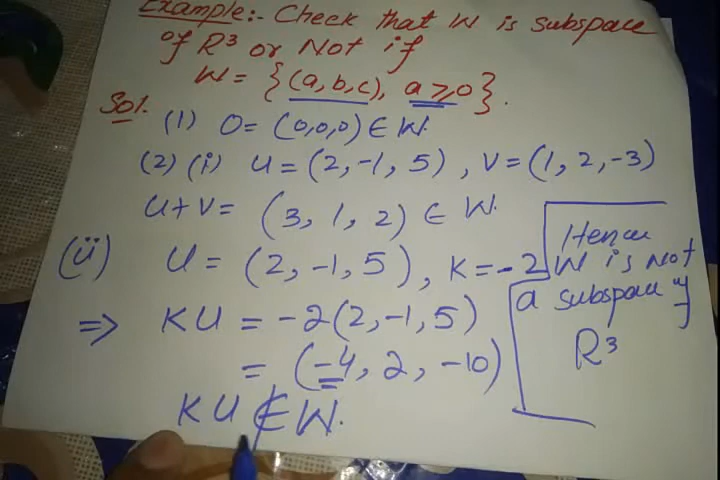 Example:- Check that W is subspace
of R³ or Not if
W = {(a,b,c), a ≥ 0}.
Sol.
(1) O = (0,0,0) ∈ W.
(2) (i) U = (2, -1, 5) , V = (1, 2, -3)
U+V = (3, 1, 2) ∈ W.
(ii) U = (2, -1, 5) , K = -2
⇒ KU = -2(2, -1, 5)
= (-4, 2, -10)
KU ∉ W.
Hence
W is Not
a subspace of
R³